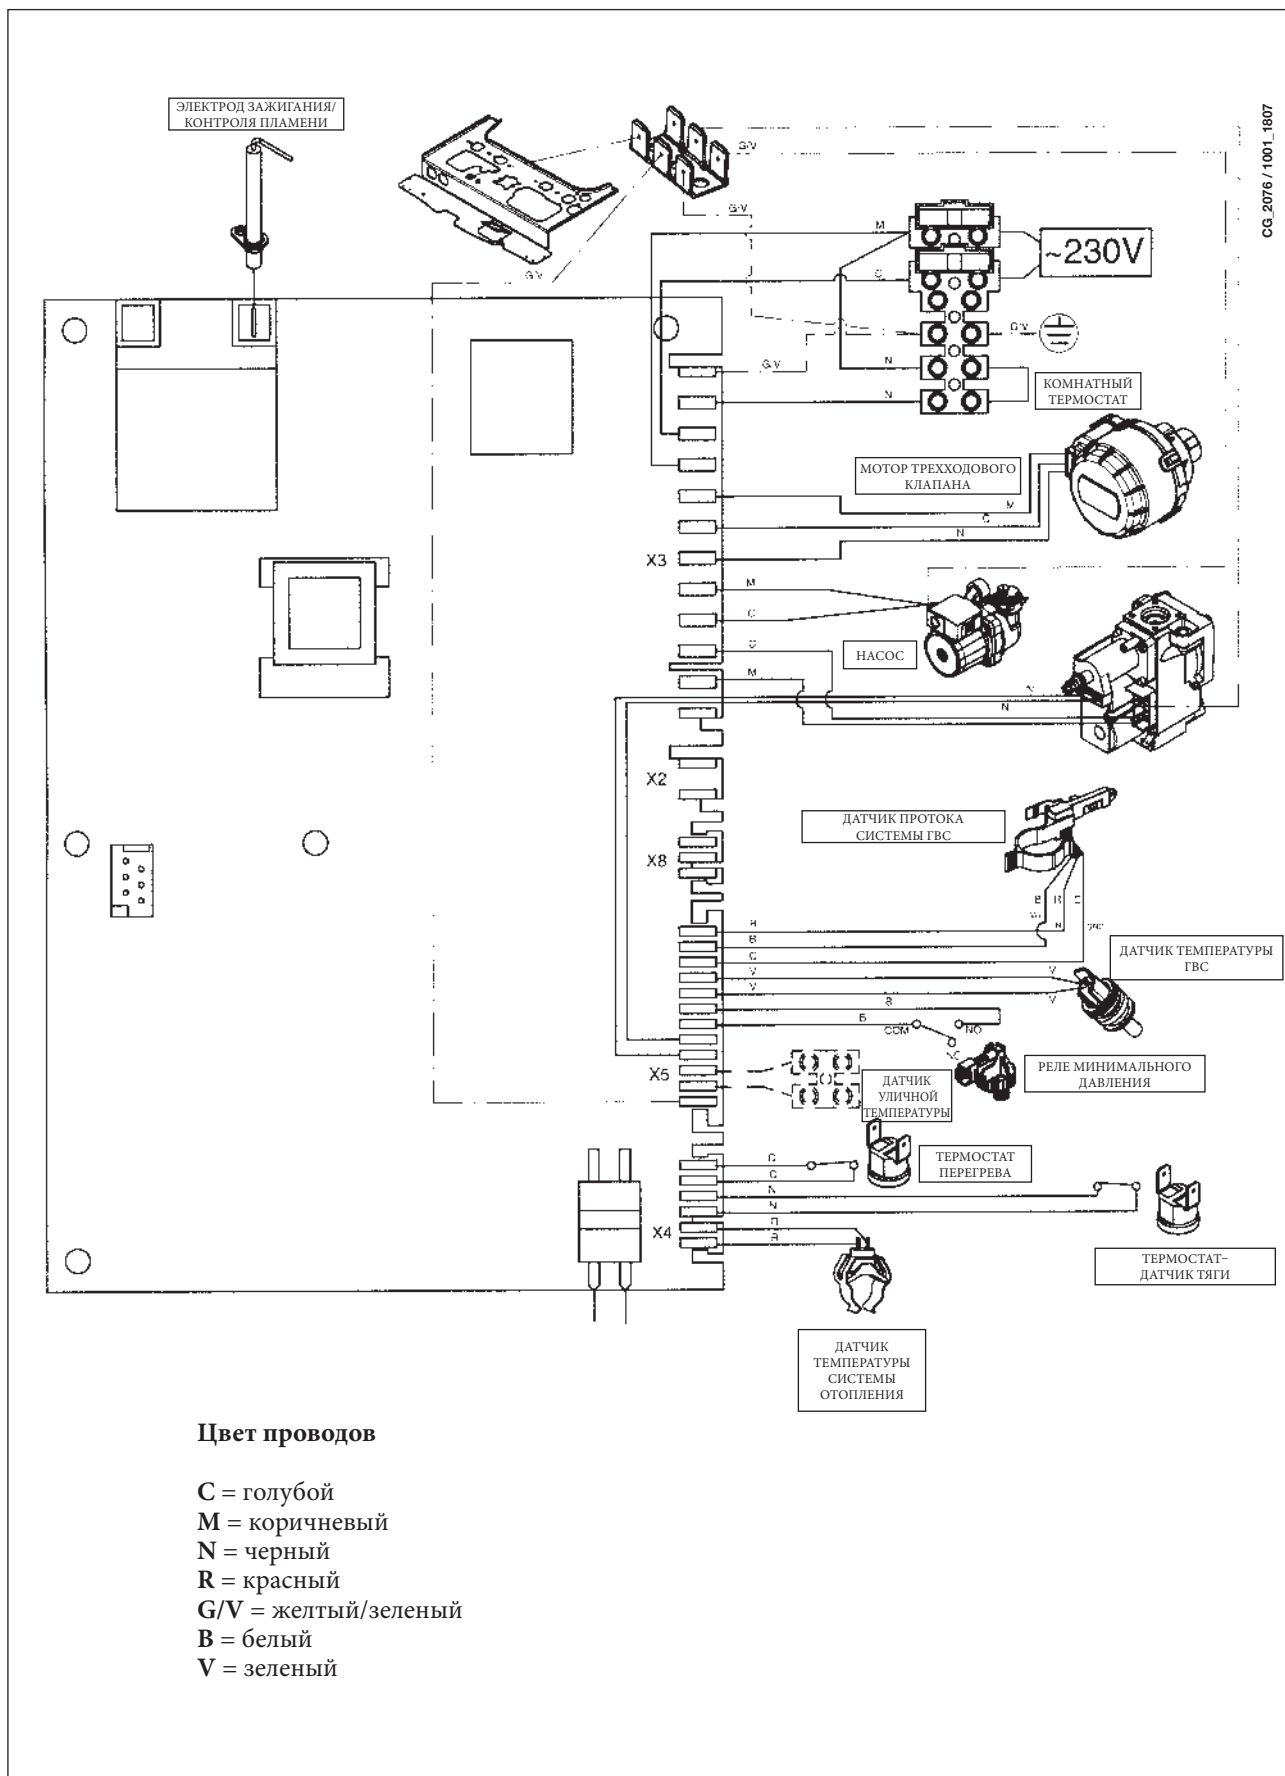 ЭЛЕКТРОД ЗАЖИГАНИЯ/
КОНТРОЛЯ ПЛАМЕНИ
CG_2076 / 1001_1807
G/V
G/V
G/V
M
~230V
C
G/V
G/V
N
N
КОМНАТНЫЙ
ТЕРМОСТАТ
МОТОР ТРЕХХОДОВОГО
КЛАПАНА
M
C
N
X3
M
C
НАСОС
C
M
N
N
X2
ДАТЧИК ПРОТОКА
СИСТЕМЫ ГВС
X8
B
R
C
R
N
B
C
ДАТЧИК ТЕМПЕРАТУРЫ
ГВС
V
V
V
V
B
B
COM
NO
РЕЛЕ МИНИМАЛЬНОГО
ДАВЛЕНИЯ
X5
ДАТЧИК
УЛИЧНОЙ
ТЕМПЕРАТУРЫ
C
C
ТЕРМОСТАТ
ПЕРЕГРЕВА
N
N
X4
R
R
ТЕРМОСТАТ–
ДАТЧИК ТЯГИ
ДАТЧИК
ТЕМПЕРАТУРЫ
СИСТЕМЫ
ОТОПЛЕНИЯ
Цвет проводов
C = голубой
M = коричневый
N = черный
R = красный
G/V = желтый/зеленый
B = белый
V = зеленый